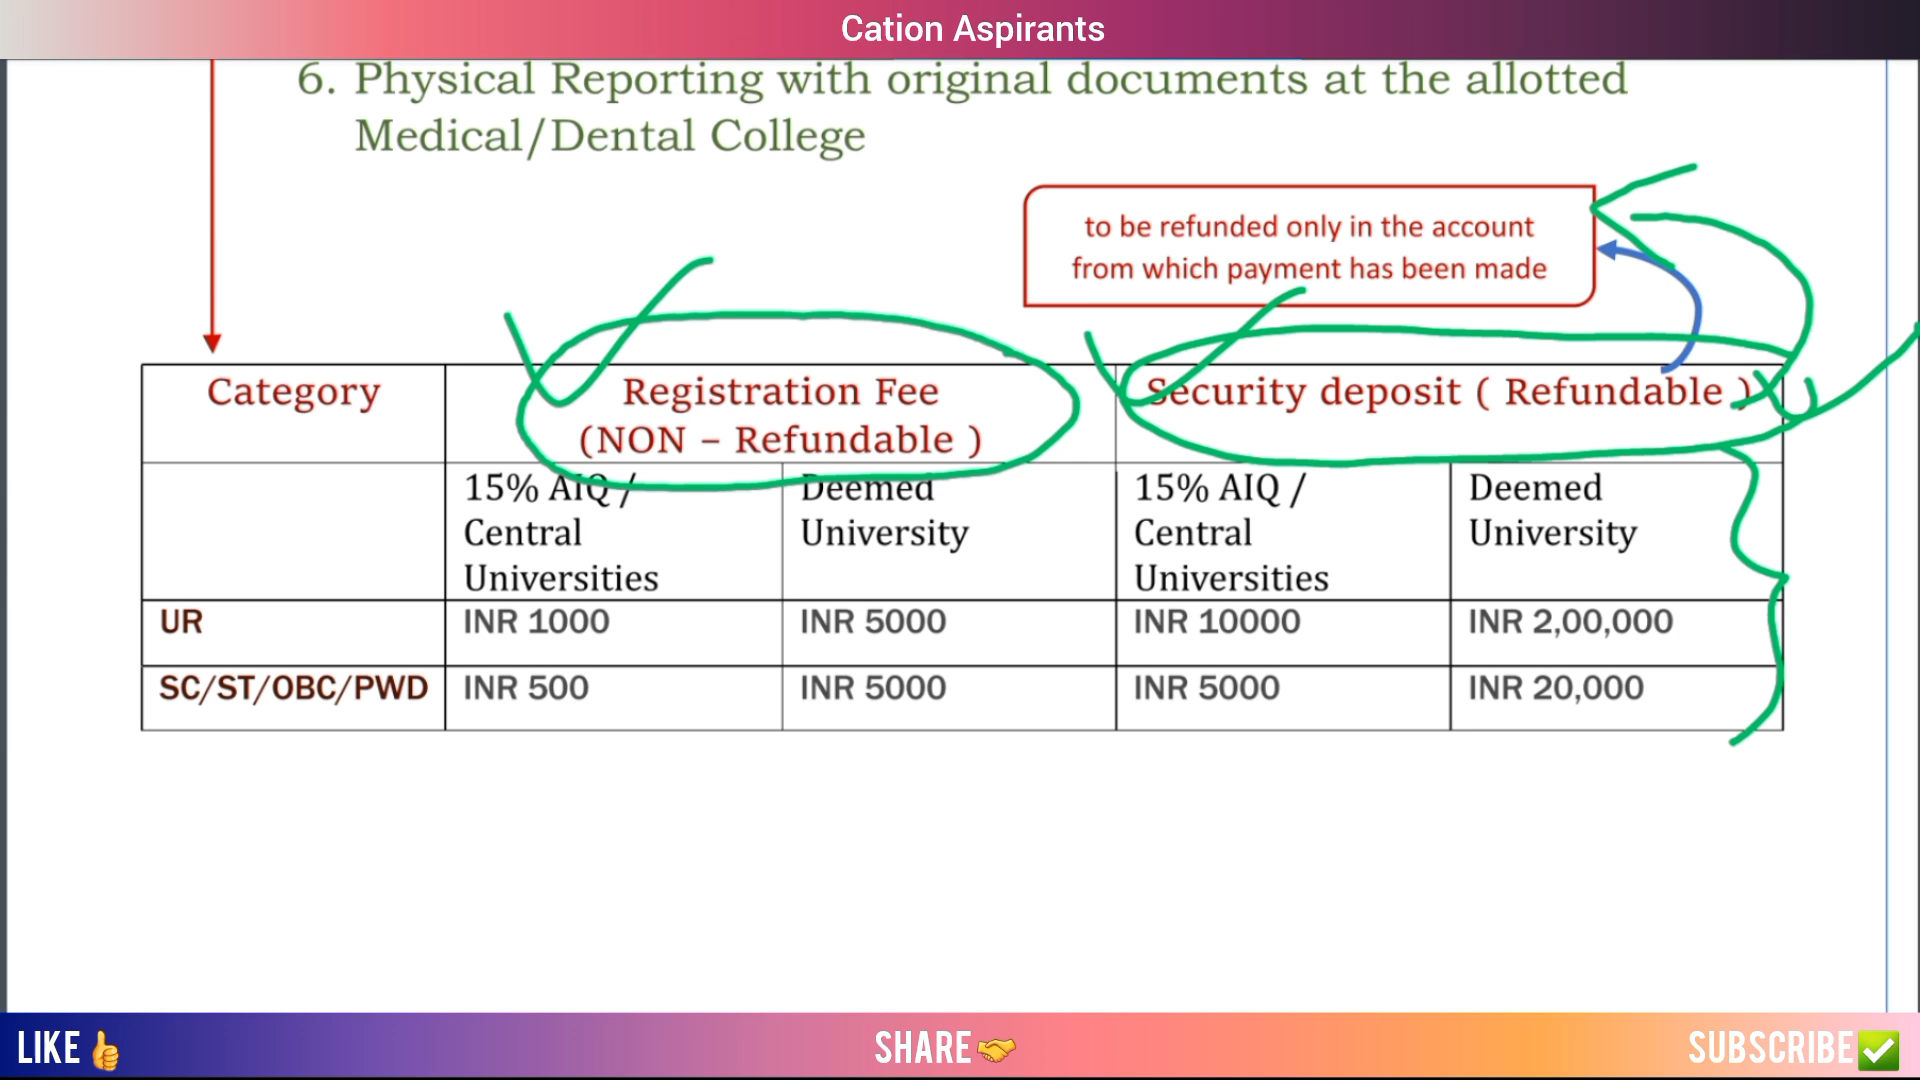 Cation Aspirants
6. Physical Reporting with original documents at the allotted
Medical/Dental College
to be refunded only in the account
from which payment has been made
Category
Registration Fee
(NON – Refundable )
Security deposit ( Refundable )
15% AIQ /
Central
Universities
Deemed
University
15% AIQ /
Central
Universities
Deemed
University
UR INR 1000 INR 5000 INR 10000 INR 2,00,000
SC/ST/OBC/PWD INR 500 INR 5000 INR 5000 INR 20,000
LIKE SHARE SUBSCRIBE